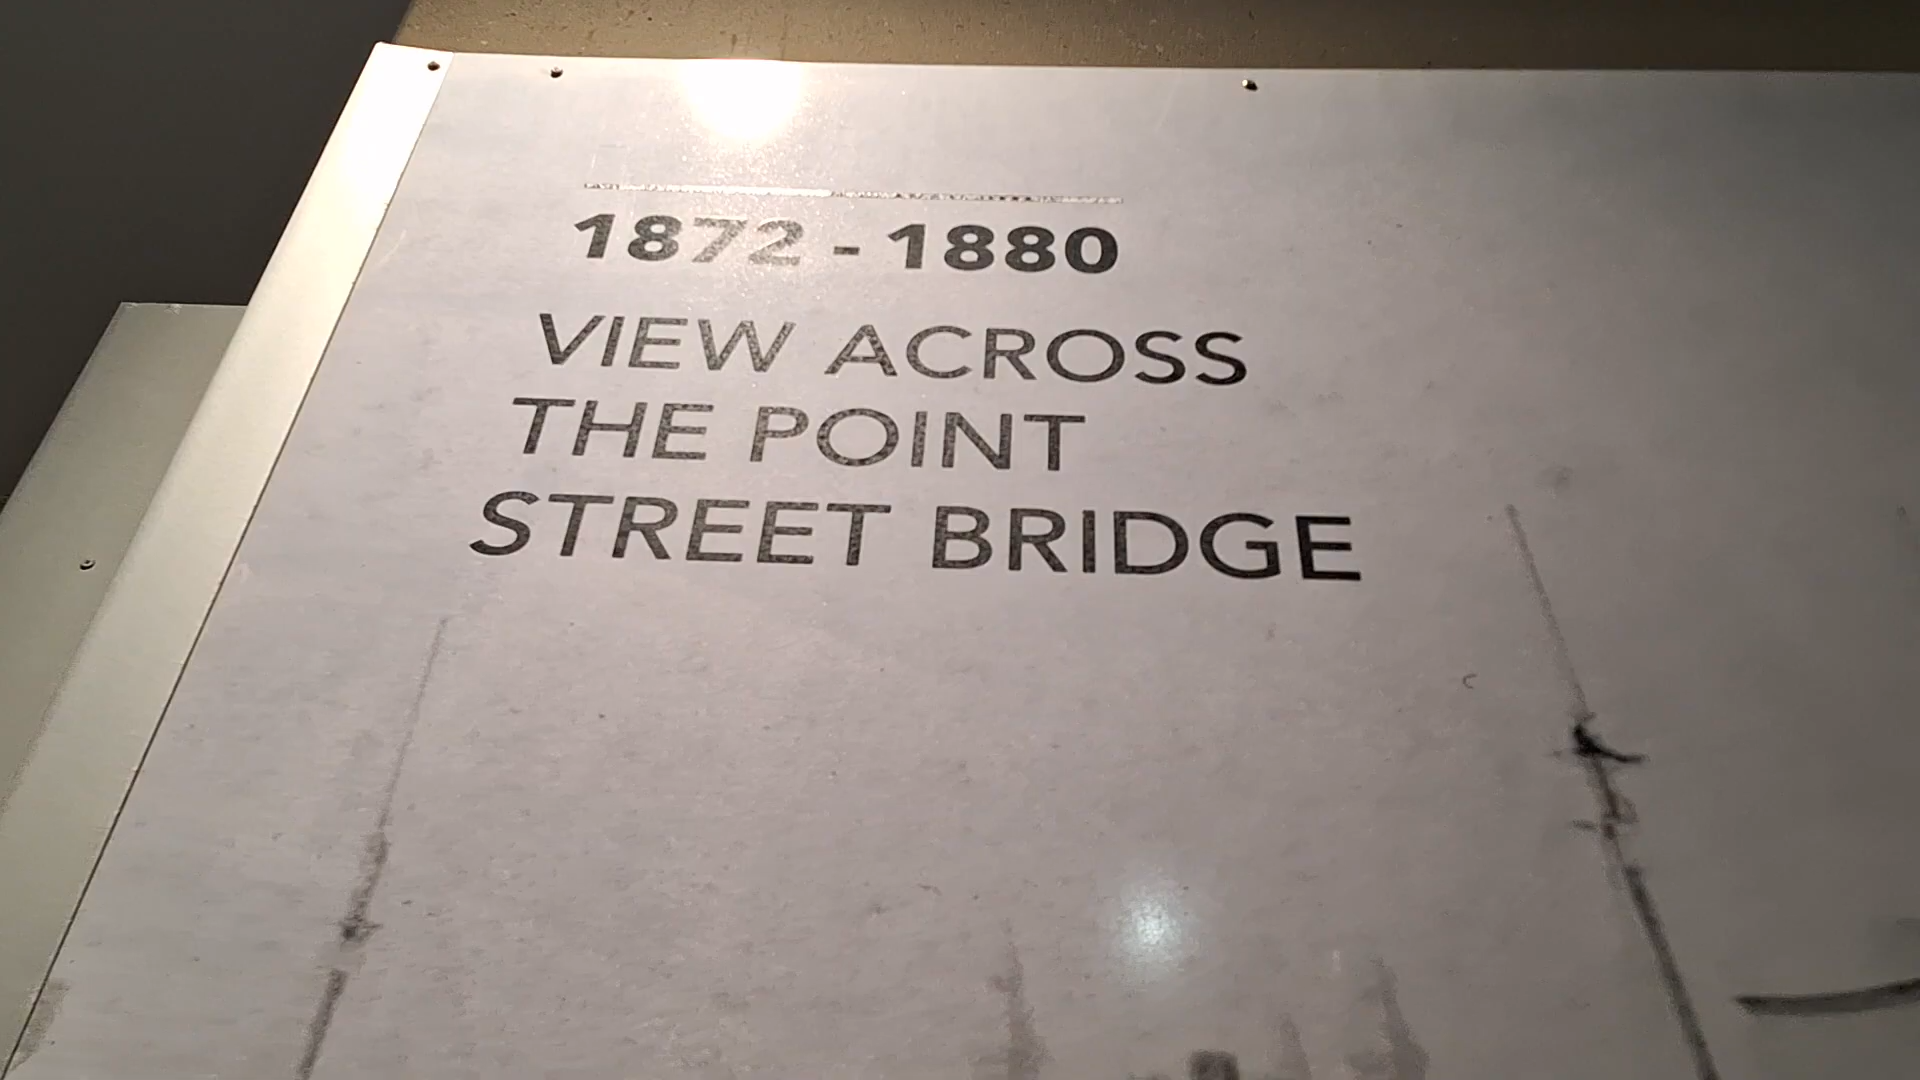 1872 - 1880
VIEW ACROSS
THE POINT
STREET BRIDGE